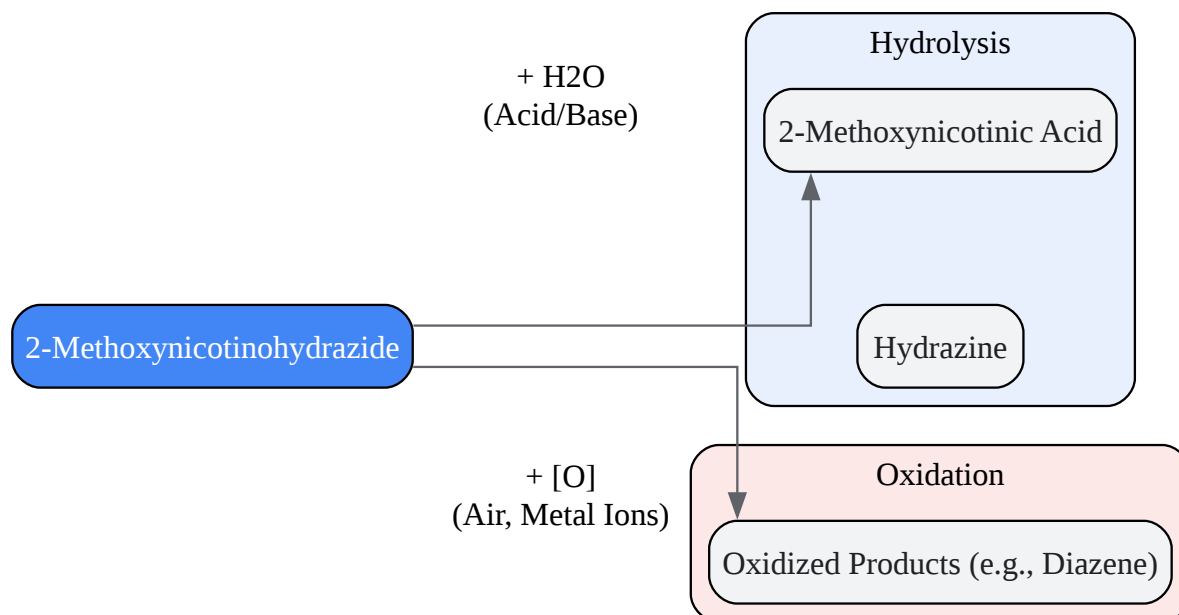 Hydrolysis
+ H2O
(Acid/Base)
2-Methoxynicotinic Acid
2-Methoxynicotinohydrazide
Hydrazine
+ [O]
(Air, Metal Ions)
Oxidation
Oxidized Products (e.g., Diazene)